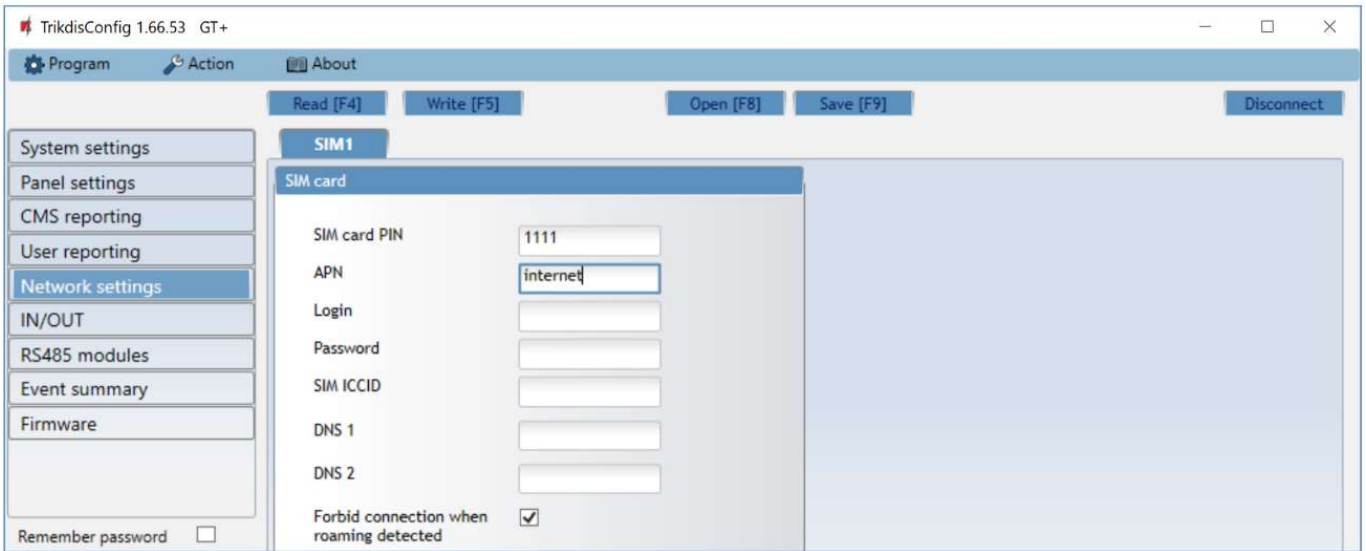 TrikdisConfig 1.66.53 GT+
Program Action About
Read [F4] Write [F5] Open [F8] Save [F9] Disconnect
System settings
Panel settings
CMS reporting
User reporting
Network settings
IN/OUT
RS485 modules
Event summary
Firmware
Remember password
SIM1
SIM card
SIM card PIN 1111
APN internet
Login
Password
SIM ICCID
DNS 1
DNS 2
Forbid connection when
roaming detected